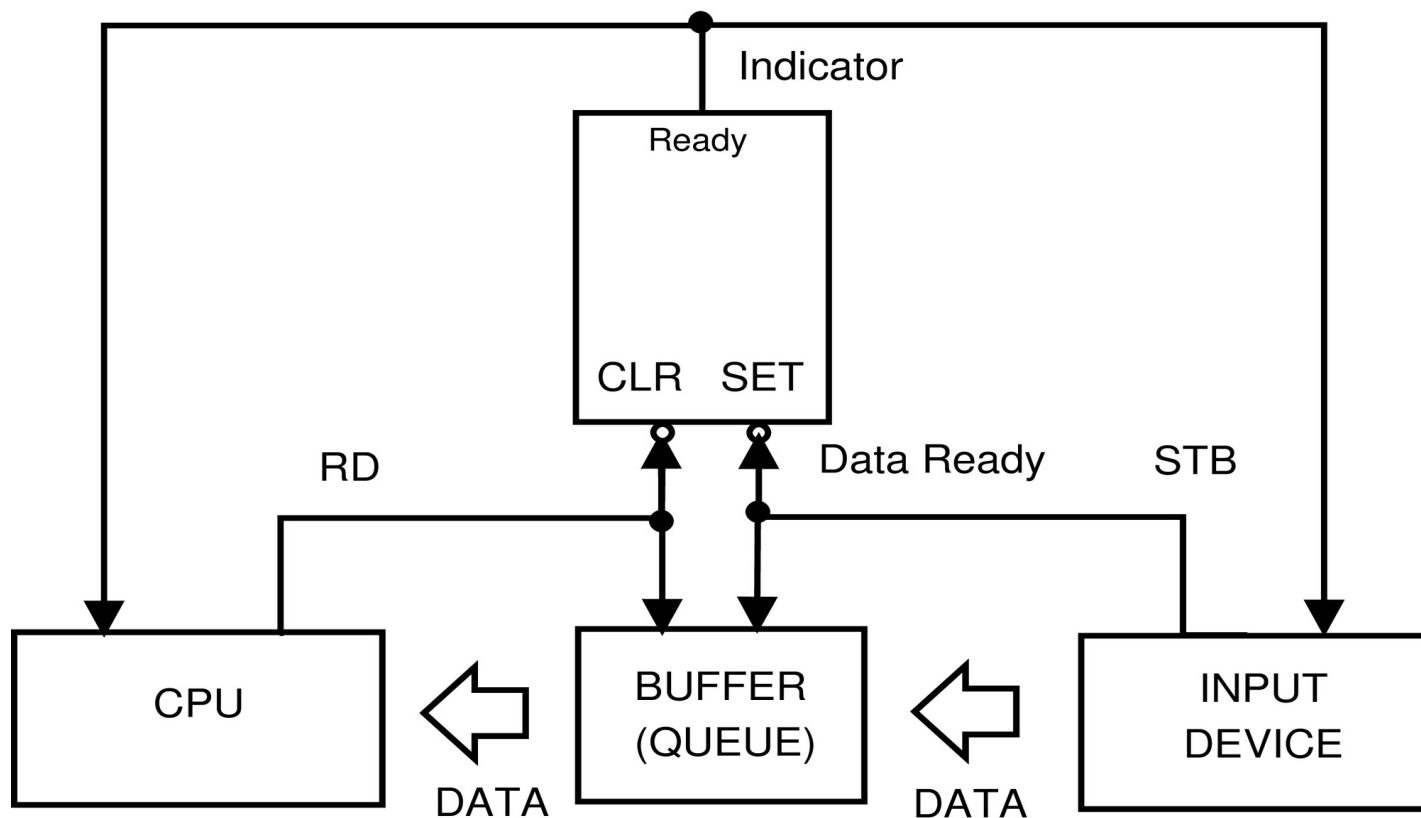 Indicator
Ready
CLR SET
RD
Data Ready
STB
CPU
BUFFER
(QUEUE)
INPUT
DEVICE
DATA
DATA